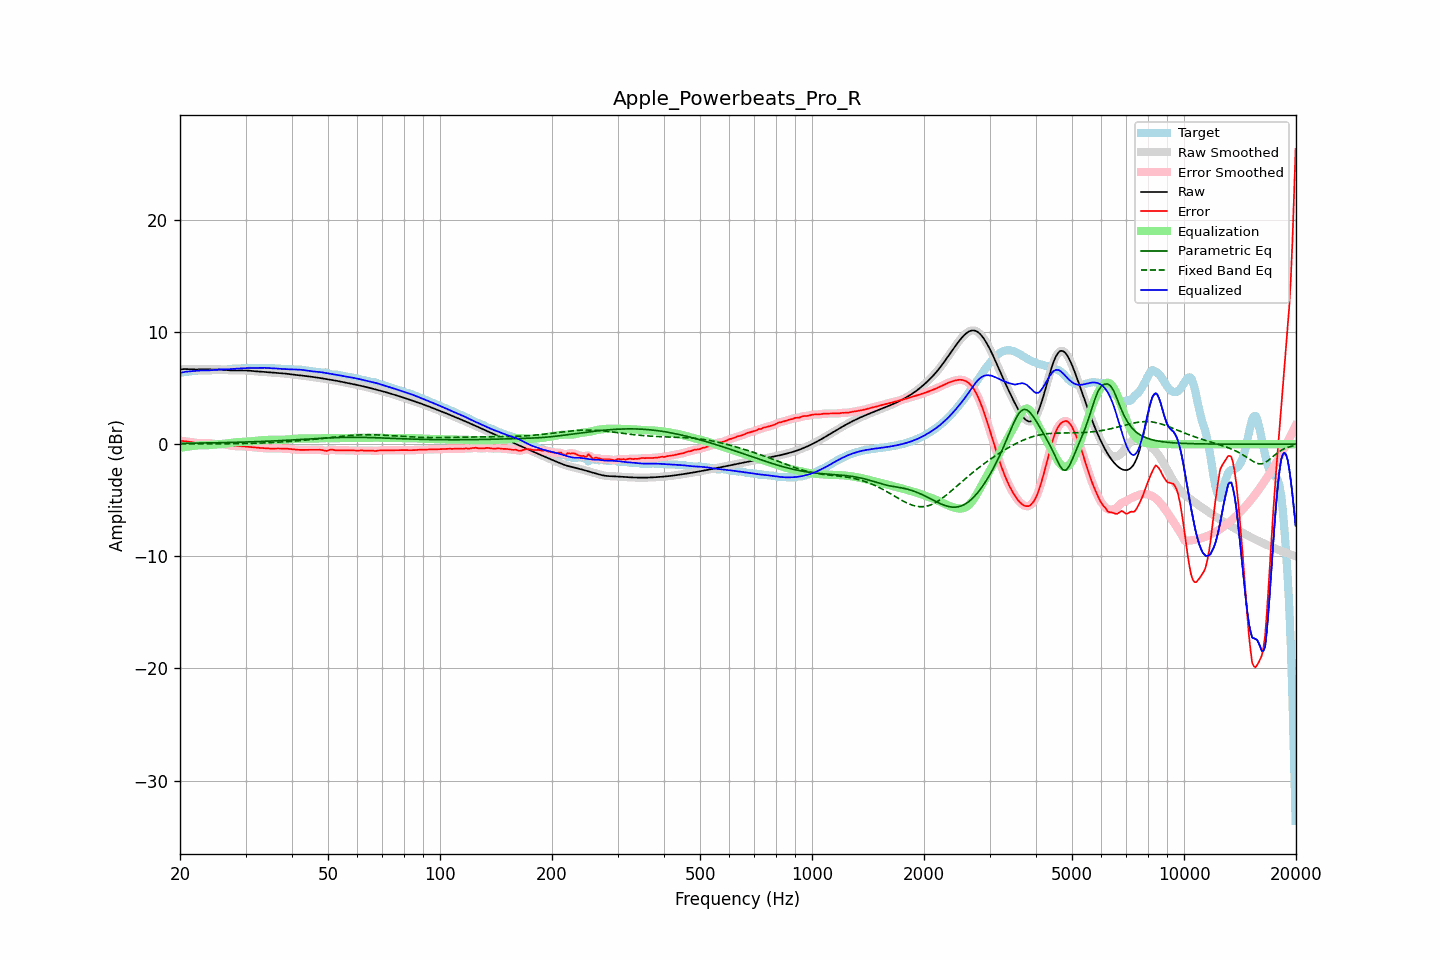 Apple_Powerbeats_Pro_R
Target
Raw Smoothed
Error Smoothed
Raw
Error
Equalization
Parametric Eq
Fixed Band Eq
Equalized
20
10
0
−10
−20
−30
Amplitude (dBr)
20
50
100
200
500
1000
2000
5000
10000
20000
Frequency (Hz)